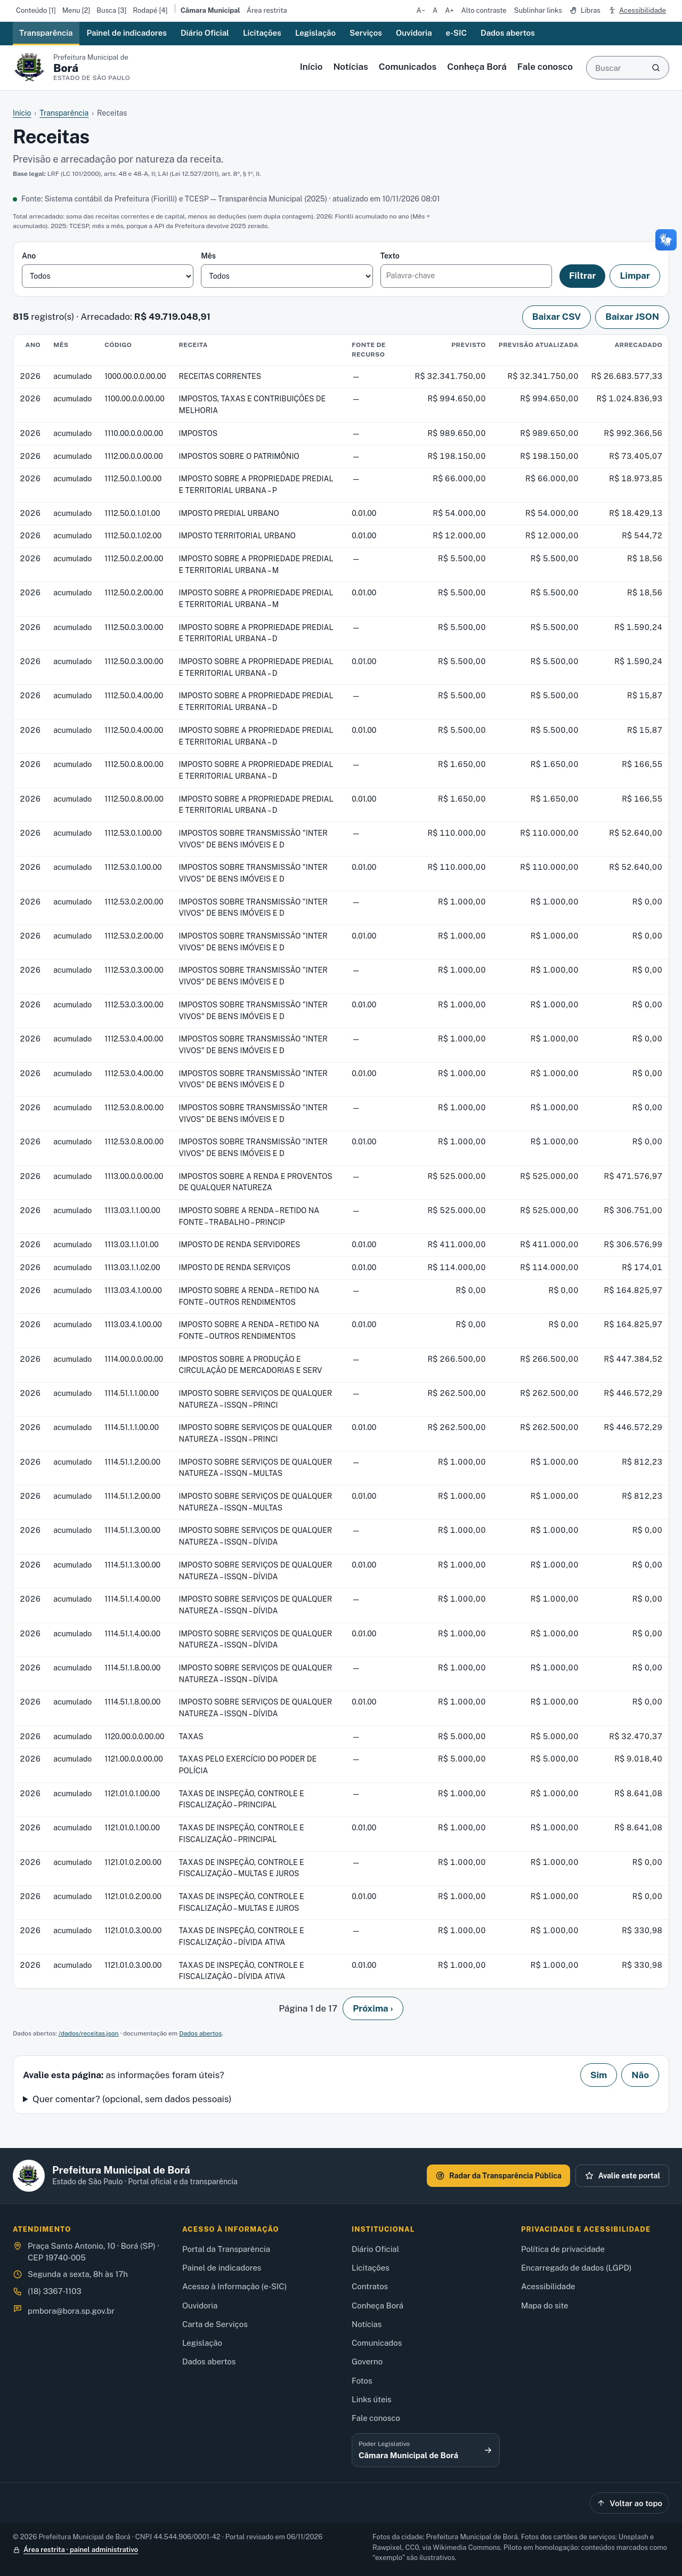 Conteúdo [1] Menu [2] Busca [3] Rodapé [4] Câmara Municipal Área restrita A− A A+ Alto contraste Sublinhar links Libras Acessibilidade
Transparência Painel de indicadores Diário Oficial Licitações Legislação Serviços Ouvidoria e-SIC Dados abertos
Prefeitura Municipal de
Borá
ESTADO DE SÃO PAULO
Início Notícias Comunicados Conheça Borá Fale conosco Buscar
Início › Transparência › Receitas
Receitas
Previsão e arrecadação por natureza da receita.
Base legal: LRF (LC 101/2000), arts. 48 e 48-A, II; LAI (Lei 12.527/2011), art. 8º, § 1º, II.
Fonte: Sistema contábil da Prefeitura (Fiorilli) e TCESP — Transparência Municipal (2025) · atualizado em 10/11/2026 08:01
Total arrecadado: soma das receitas correntes e de capital, menos as deduções (sem dupla contagem). 2026: Fiorilli acumulado no ano (Mês =
acumulado). 2025: TCESP, mês a mês, porque a API da Prefeitura devolve 2025 zerado.
Ano Mês Texto
Todos Todos Palavra-chave Filtrar Limpar
815 registro(s) · Arrecadado: R$ 49.719.048,91 Baixar CSV Baixar JSON
ANO MÊS CÓDIGO RECEITA FONTE DE RECURSO PREVISTO PREVISÃO ATUALIZADA ARRECADADO
2026 acumulado 1000.00.0.0.00.00 RECEITAS CORRENTES — R$ 32.341.750,00 R$ 32.341.750,00 R$ 26.683.577,33
2026 acumulado 1100.00.0.0.00.00 IMPOSTOS, TAXAS E CONTRIBUIÇÕES DE MELHORIA — R$ 994.650,00 R$ 994.650,00 R$ 1.024.836,93
2026 acumulado 1110.00.0.0.00.00 IMPOSTOS — R$ 989.650,00 R$ 989.650,00 R$ 992.366,56
2026 acumulado 1112.00.0.0.00.00 IMPOSTOS SOBRE O PATRIMÔNIO — R$ 198.150,00 R$ 198.150,00 R$ 73.405,07
2026 acumulado 1112.50.0.1.00.00 IMPOSTO SOBRE A PROPRIEDADE PREDIAL E TERRITORIAL URBANA – P — R$ 66.000,00 R$ 66.000,00 R$ 18.973,85
2026 acumulado 1112.50.0.1.01.00 IMPOSTO PREDIAL URBANO 0.01.00 R$ 54.000,00 R$ 54.000,00 R$ 18.429,13
2026 acumulado 1112.50.0.1.02.00 IMPOSTO TERRITORIAL URBANO 0.01.00 R$ 12.000,00 R$ 12.000,00 R$ 544,72
2026 acumulado 1112.50.0.2.00.00 IMPOSTO SOBRE A PROPRIEDADE PREDIAL E TERRITORIAL URBANA – M — R$ 5.500,00 R$ 5.500,00 R$ 18,56
2026 acumulado 1112.50.0.2.00.00 IMPOSTO SOBRE A PROPRIEDADE PREDIAL E TERRITORIAL URBANA – M 0.01.00 R$ 5.500,00 R$ 5.500,00 R$ 18,56
2026 acumulado 1112.50.0.3.00.00 IMPOSTO SOBRE A PROPRIEDADE PREDIAL E TERRITORIAL URBANA – D — R$ 5.500,00 R$ 5.500,00 R$ 1.590,24
2026 acumulado 1112.50.0.3.00.00 IMPOSTO SOBRE A PROPRIEDADE PREDIAL E TERRITORIAL URBANA – D 0.01.00 R$ 5.500,00 R$ 5.500,00 R$ 1.590,24
2026 acumulado 1112.50.0.4.00.00 IMPOSTO SOBRE A PROPRIEDADE PREDIAL E TERRITORIAL URBANA – D — R$ 5.500,00 R$ 5.500,00 R$ 15,87
2026 acumulado 1112.50.0.4.00.00 IMPOSTO SOBRE A PROPRIEDADE PREDIAL E TERRITORIAL URBANA – D 0.01.00 R$ 5.500,00 R$ 5.500,00 R$ 15,87
2026 acumulado 1112.50.0.8.00.00 IMPOSTO SOBRE A PROPRIEDADE PREDIAL E TERRITORIAL URBANA – D — R$ 1.650,00 R$ 1.650,00 R$ 166,55
2026 acumulado 1112.50.0.8.00.00 IMPOSTO SOBRE A PROPRIEDADE PREDIAL E TERRITORIAL URBANA – D 0.01.00 R$ 1.650,00 R$ 1.650,00 R$ 166,55
2026 acumulado 1112.53.0.1.00.00 IMPOSTOS SOBRE TRANSMISSÃO "INTER VIVOS" DE BENS IMÓVEIS E D — R$ 110.000,00 R$ 110.000,00 R$ 52.640,00
2026 acumulado 1112.53.0.1.00.00 IMPOSTOS SOBRE TRANSMISSÃO "INTER VIVOS" DE BENS IMÓVEIS E D 0.01.00 R$ 110.000,00 R$ 110.000,00 R$ 52.640,00
2026 acumulado 1112.53.0.2.00.00 IMPOSTOS SOBRE TRANSMISSÃO "INTER VIVOS" DE BENS IMÓVEIS E D — R$ 1.000,00 R$ 1.000,00 R$ 0,00
2026 acumulado 1112.53.0.2.00.00 IMPOSTOS SOBRE TRANSMISSÃO "INTER VIVOS" DE BENS IMÓVEIS E D 0.01.00 R$ 1.000,00 R$ 1.000,00 R$ 0,00
2026 acumulado 1112.53.0.3.00.00 IMPOSTOS SOBRE TRANSMISSÃO "INTER VIVOS" DE BENS IMÓVEIS E D — R$ 1.000,00 R$ 1.000,00 R$ 0,00
2026 acumulado 1112.53.0.3.00.00 IMPOSTOS SOBRE TRANSMISSÃO "INTER VIVOS" DE BENS IMÓVEIS E D 0.01.00 R$ 1.000,00 R$ 1.000,00 R$ 0,00
2026 acumulado 1112.53.0.4.00.00 IMPOSTOS SOBRE TRANSMISSÃO "INTER VIVOS" DE BENS IMÓVEIS E D — R$ 1.000,00 R$ 1.000,00 R$ 0,00
2026 acumulado 1112.53.0.4.00.00 IMPOSTOS SOBRE TRANSMISSÃO "INTER VIVOS" DE BENS IMÓVEIS E D 0.01.00 R$ 1.000,00 R$ 1.000,00 R$ 0,00
2026 acumulado 1112.53.0.8.00.00 IMPOSTOS SOBRE TRANSMISSÃO "INTER VIVOS" DE BENS IMÓVEIS E D — R$ 1.000,00 R$ 1.000,00 R$ 0,00
2026 acumulado 1112.53.0.8.00.00 IMPOSTOS SOBRE TRANSMISSÃO "INTER VIVOS" DE BENS IMÓVEIS E D 0.01.00 R$ 1.000,00 R$ 1.000,00 R$ 0,00
2026 acumulado 1113.00.0.0.00.00 IMPOSTOS SOBRE A RENDA E PROVENTOS DE QUALQUER NATUREZA — R$ 525.000,00 R$ 525.000,00 R$ 471.576,97
2026 acumulado 1113.03.1.1.00.00 IMPOSTO SOBRE A RENDA – RETIDO NA FONTE – TRABALHO – PRINCIP — R$ 525.000,00 R$ 525.000,00 R$ 306.751,00
2026 acumulado 1113.03.1.1.01.00 IMPOSTO DE RENDA SERVIDORES 0.01.00 R$ 411.000,00 R$ 411.000,00 R$ 306.576,99
2026 acumulado 1113.03.1.1.02.00 IMPOSTO DE RENDA SERVIÇOS 0.01.00 R$ 114.000,00 R$ 114.000,00 R$ 174,01
2026 acumulado 1113.03.4.1.00.00 IMPOSTO SOBRE A RENDA – RETIDO NA FONTE – OUTROS RENDIMENTOS — R$ 0,00 R$ 0,00 R$ 164.825,97
2026 acumulado 1113.03.4.1.00.00 IMPOSTO SOBRE A RENDA – RETIDO NA FONTE – OUTROS RENDIMENTOS 0.01.00 R$ 0,00 R$ 0,00 R$ 164.825,97
2026 acumulado 1114.00.0.0.00.00 IMPOSTOS SOBRE A PRODUÇÃO E CIRCULAÇÃO DE MERCADORIAS E SERV — R$ 266.500,00 R$ 266.500,00 R$ 447.384,52
2026 acumulado 1114.51.1.1.00.00 IMPOSTO SOBRE SERVIÇOS DE QUALQUER NATUREZA – ISSQN – PRINCI — R$ 262.500,00 R$ 262.500,00 R$ 446.572,29
2026 acumulado 1114.51.1.1.00.00 IMPOSTO SOBRE SERVIÇOS DE QUALQUER NATUREZA – ISSQN – PRINCI 0.01.00 R$ 262.500,00 R$ 262.500,00 R$ 446.572,29
2026 acumulado 1114.51.1.2.00.00 IMPOSTO SOBRE SERVIÇOS DE QUALQUER NATUREZA – ISSQN – MULTAS — R$ 1.000,00 R$ 1.000,00 R$ 812,23
2026 acumulado 1114.51.1.2.00.00 IMPOSTO SOBRE SERVIÇOS DE QUALQUER NATUREZA – ISSQN – MULTAS 0.01.00 R$ 1.000,00 R$ 1.000,00 R$ 812,23
2026 acumulado 1114.51.1.3.00.00 IMPOSTO SOBRE SERVIÇOS DE QUALQUER NATUREZA – ISSQN – DÍVIDA — R$ 1.000,00 R$ 1.000,00 R$ 0,00
2026 acumulado 1114.51.1.3.00.00 IMPOSTO SOBRE SERVIÇOS DE QUALQUER NATUREZA – ISSQN – DÍVIDA 0.01.00 R$ 1.000,00 R$ 1.000,00 R$ 0,00
2026 acumulado 1114.51.1.4.00.00 IMPOSTO SOBRE SERVIÇOS DE QUALQUER NATUREZA – ISSQN – DÍVIDA — R$ 1.000,00 R$ 1.000,00 R$ 0,00
2026 acumulado 1114.51.1.4.00.00 IMPOSTO SOBRE SERVIÇOS DE QUALQUER NATUREZA – ISSQN – DÍVIDA 0.01.00 R$ 1.000,00 R$ 1.000,00 R$ 0,00
2026 acumulado 1114.51.1.8.00.00 IMPOSTO SOBRE SERVIÇOS DE QUALQUER NATUREZA – ISSQN – DÍVIDA — R$ 1.000,00 R$ 1.000,00 R$ 0,00
2026 acumulado 1114.51.1.8.00.00 IMPOSTO SOBRE SERVIÇOS DE QUALQUER NATUREZA – ISSQN – DÍVIDA 0.01.00 R$ 1.000,00 R$ 1.000,00 R$ 0,00
2026 acumulado 1120.00.0.0.00.00 TAXAS — R$ 5.000,00 R$ 5.000,00 R$ 32.470,37
2026 acumulado 1121.00.0.0.00.00 TAXAS PELO EXERCÍCIO DO PODER DE POLÍCIA — R$ 5.000,00 R$ 5.000,00 R$ 9.018,40
2026 acumulado 1121.01.0.1.00.00 TAXAS DE INSPEÇÃO, CONTROLE E FISCALIZAÇÃO – PRINCIPAL — R$ 1.000,00 R$ 1.000,00 R$ 8.641,08
2026 acumulado 1121.01.0.1.00.00 TAXAS DE INSPEÇÃO, CONTROLE E FISCALIZAÇÃO – PRINCIPAL 0.01.00 R$ 1.000,00 R$ 1.000,00 R$ 8.641,08
2026 acumulado 1121.01.0.2.00.00 TAXAS DE INSPEÇÃO, CONTROLE E FISCALIZAÇÃO – MULTAS E JUROS — R$ 1.000,00 R$ 1.000,00 R$ 0,00
2026 acumulado 1121.01.0.2.00.00 TAXAS DE INSPEÇÃO, CONTROLE E FISCALIZAÇÃO – MULTAS E JUROS 0.01.00 R$ 1.000,00 R$ 1.000,00 R$ 0,00
2026 acumulado 1121.01.0.3.00.00 TAXAS DE INSPEÇÃO, CONTROLE E FISCALIZAÇÃO – DÍVIDA ATIVA — R$ 1.000,00 R$ 1.000,00 R$ 330,98
2026 acumulado 1121.01.0.3.00.00 TAXAS DE INSPEÇÃO, CONTROLE E FISCALIZAÇÃO – DÍVIDA ATIVA 0.01.00 R$ 1.000,00 R$ 1.000,00 R$ 330,98
Página 1 de 17 Próxima ›
Dados abertos: /dados/receitas.json · documentação em Dados abertos.
Avalie esta página: as informações foram úteis? Sim Não
Quer comentar? (opcional, sem dados pessoais)
Prefeitura Municipal de Borá
Estado de São Paulo · Portal oficial e da transparência
Radar da Transparência Pública Avalie este portal
ATENDIMENTO
Praça Santo Antonio, 10 · Borá (SP) ·
CEP 19740-005
Segunda a sexta, 8h às 17h
(18) 3367-1103
pmbora@bora.sp.gov.br
ACESSO À INFORMAÇÃO
Portal da Transparência
Painel de indicadores
Acesso à Informação (e-SIC)
Ouvidoria
Carta de Serviços
Legislação
Dados abertos
INSTITUCIONAL
Diário Oficial
Licitações
Contratos
Conheça Borá
Notícias
Comunicados
Governo
Fotos
Links úteis
Fale conosco
Poder Legislativo
Câmara Municipal de Borá
PRIVACIDADE E ACESSIBILIDADE
Política de privacidade
Encarregado de dados (LGPD)
Acessibilidade
Mapa do site
Voltar ao topo
© 2026 Prefeitura Municipal de Borá · CNPJ 44.544.906/0001-42 · Portal revisado em 06/11/2026
Área restrita · painel administrativo
Fotos da cidade: Prefeitura Municipal de Borá. Fotos dos cartões de serviços: Unsplash e
Rawpixel, CC0, via Wikimedia Commons. Piloto em homologação: conteúdos marcados como
"exemplo" são ilustrativos.